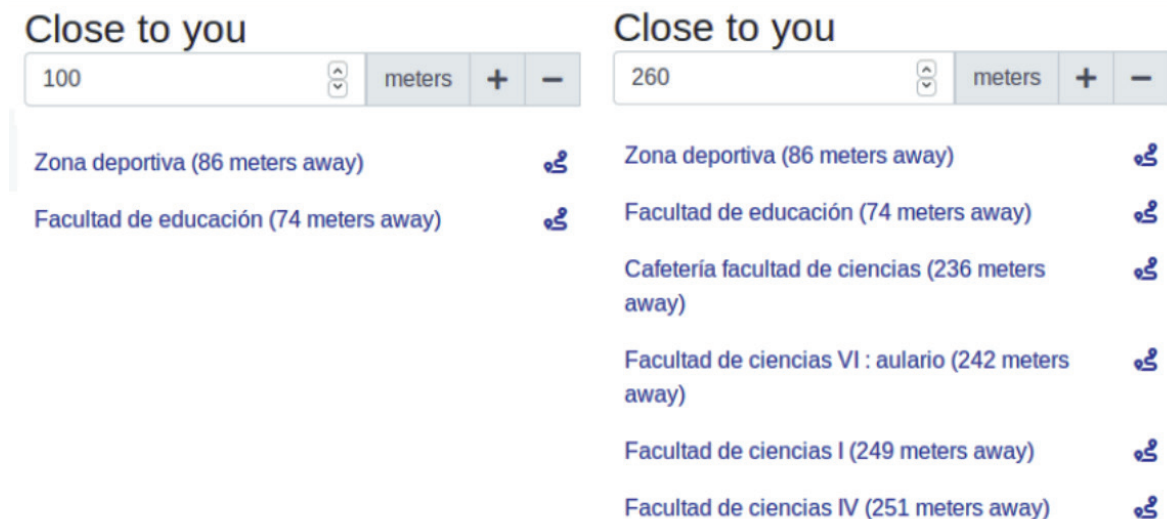 Close to you
100 meters + −
Zona deportiva (86 meters away)
Facultad de educación (74 meters away)
Close to you
260 meters + −
Zona deportiva (86 meters away)
Facultad de educación (74 meters away)
Cafetería facultad de ciencias (236 meters
away)
Facultad de ciencias VI : aulario (242 meters
away)
Facultad de ciencias I (249 meters away)
Facultad de ciencias IV (251 meters away)